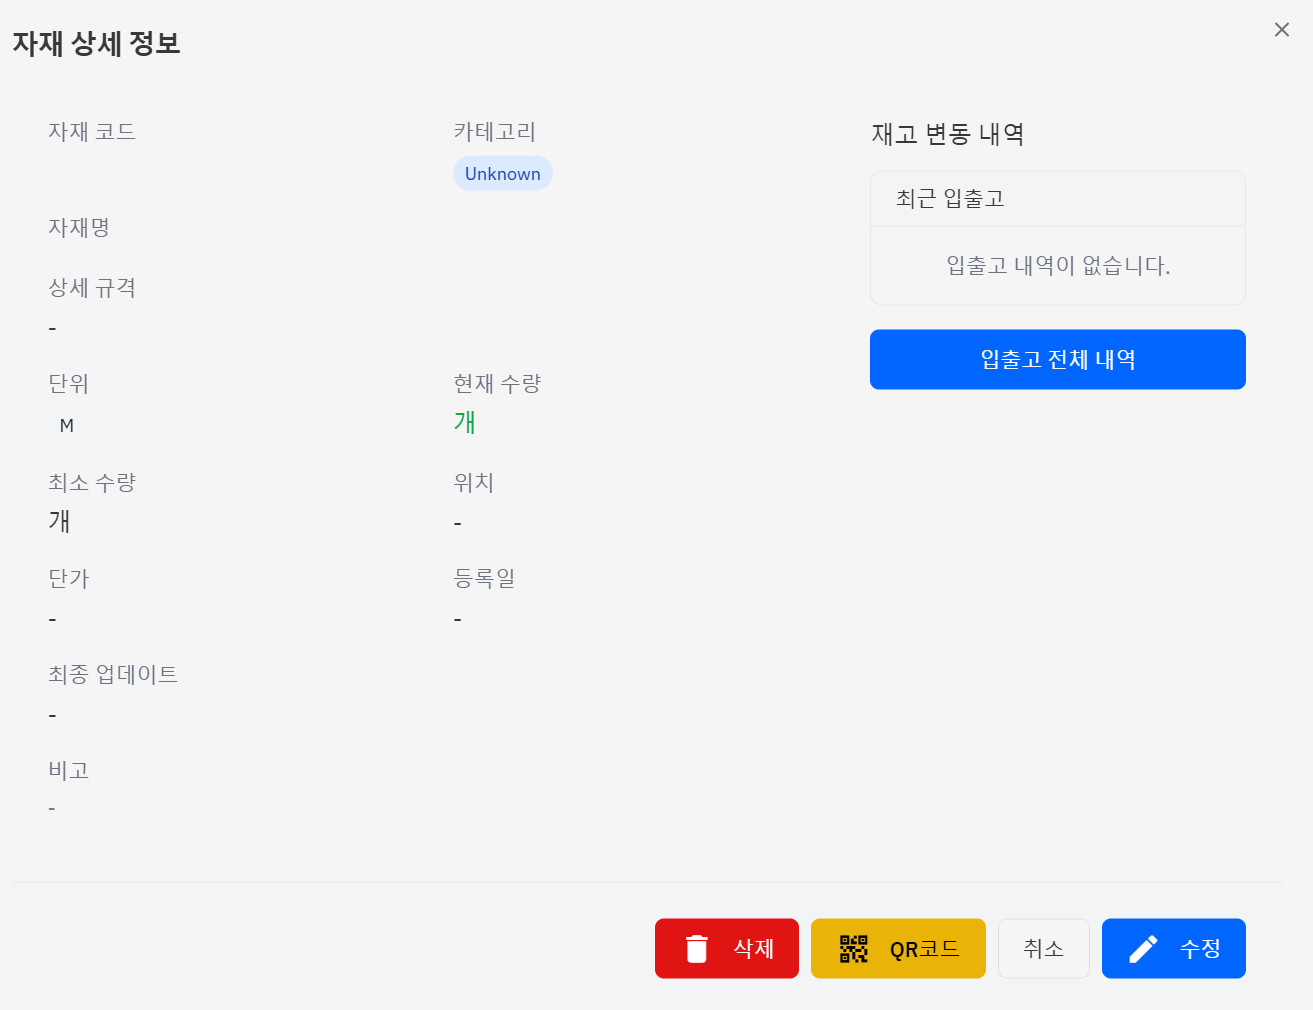 자재 상세 정보
자재 코드
카테고리
Unknown
자재명
상세 규격
-
단위
M
현재 수량
개
최소 수량
개
위치
-
단가
-
등록일
-
최종 업데이트
-
비고
-
재고 변동 내역
최근 입출고
입출고 내역이 없습니다.
입출고 전체 내역
삭제
QR코드
취소
수정